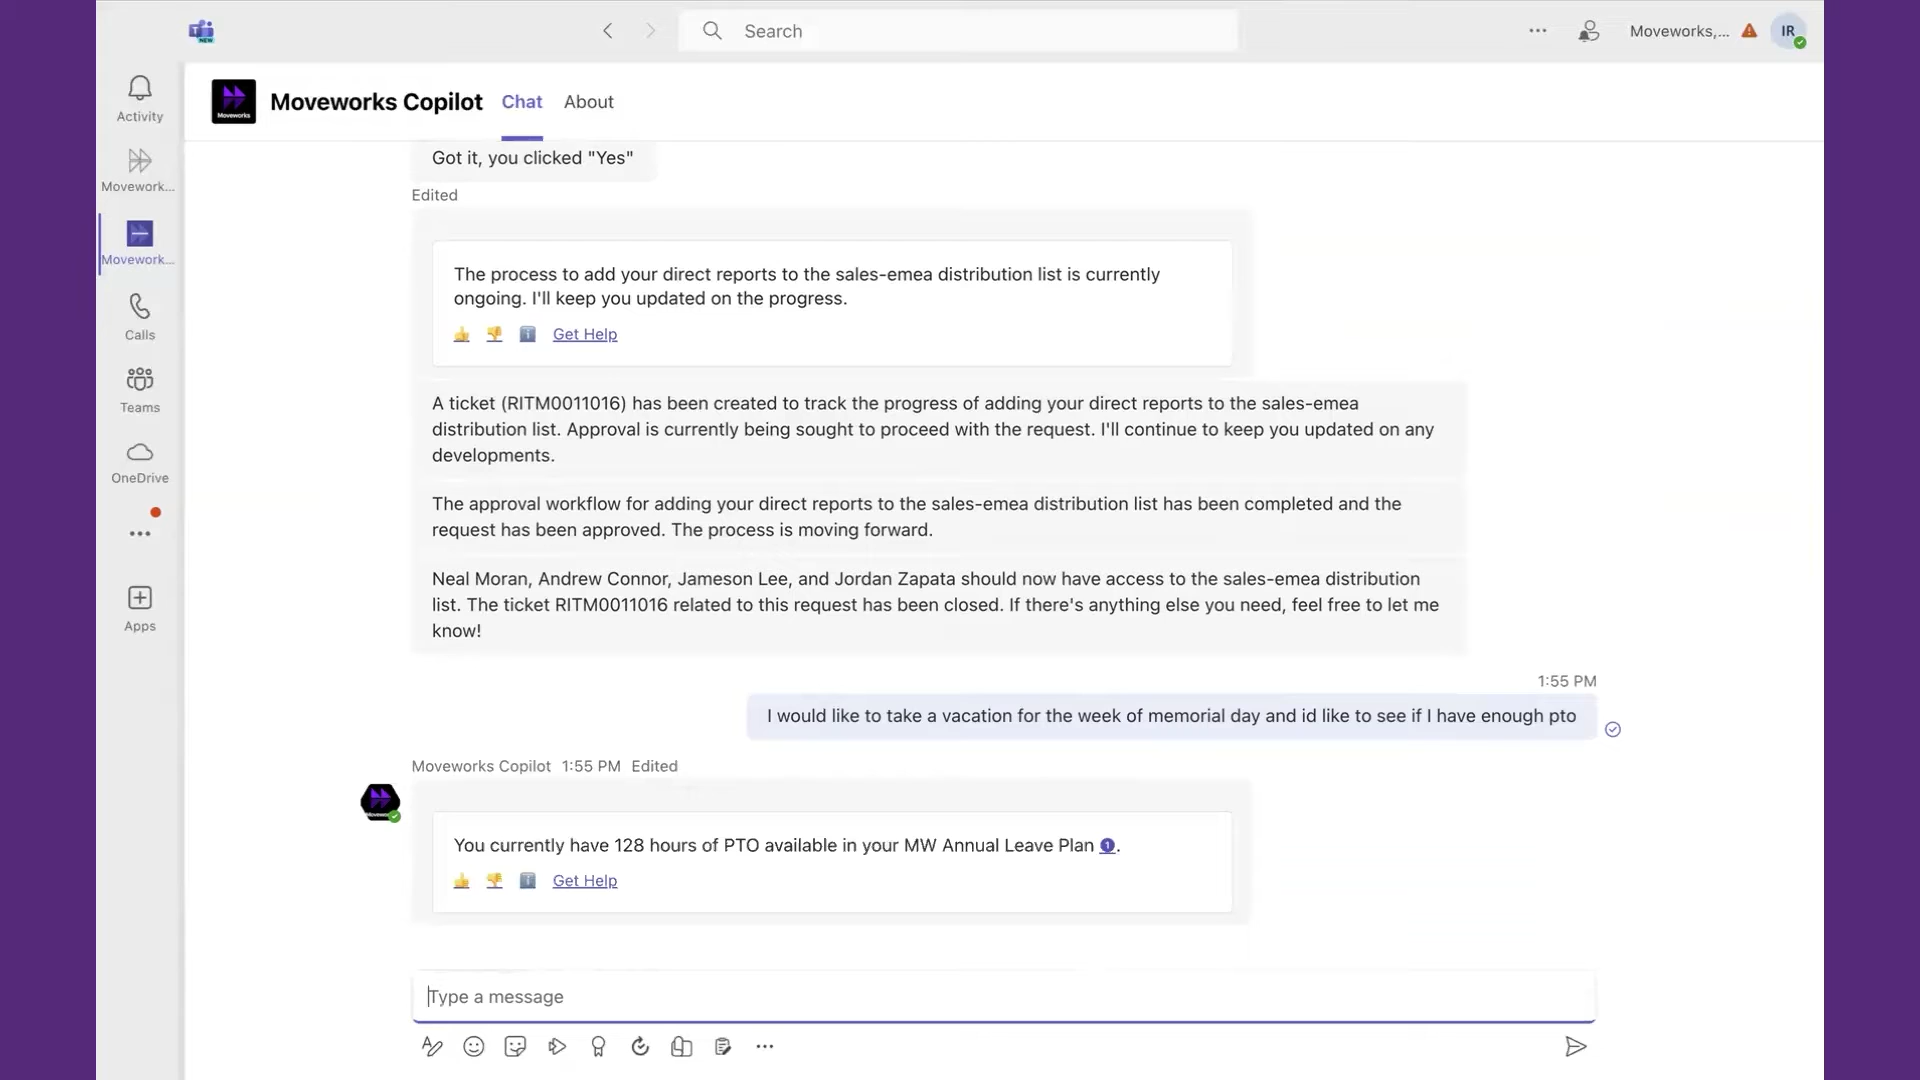 NEW
Search
Moveworks,...
IR
Activity
Movework...
Movework...
Calls
Teams
OneDrive
Apps
Moveworks
Moveworks Copilot
Chat
About
Got it, you clicked "Yes"
Edited
The process to add your direct reports to the sales-emea distribution list is currently
ongoing. I'll keep you updated on the progress.
Get Help
A ticket (RITM0011016) has been created to track the progress of adding your direct reports to the sales-emea
distribution list. Approval is currently being sought to proceed with the request. I'll continue to keep you updated on any
developments.
The approval workflow for adding your direct reports to the sales-emea distribution list has been completed and the
request has been approved. The process is moving forward.
Neal Moran, Andrew Connor, Jameson Lee, and Jordan Zapata should now have access to the sales-emea distribution
list. The ticket RITM0011016 related to this request has been closed. If there's anything else you need, feel free to let me
know!
1:55 PM
I would like to take a vacation for the week of memorial day and id like to see if I have enough pto
Moveworks Copilot 1:55 PM Edited
You currently have 128 hours of PTO available in your MW Annual Leave Plan 1.
Get Help
Type a message